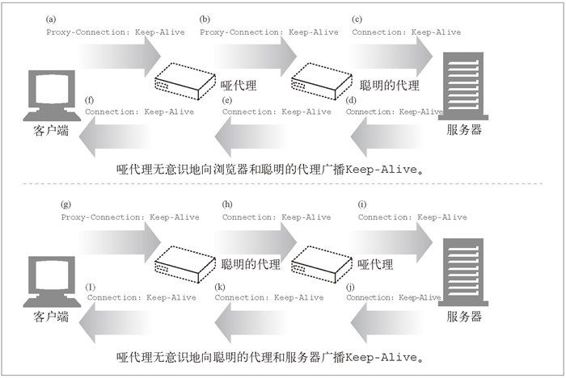 (a) (b) (c)
Proxy-Connection: Keep-Alive Proxy-Connection: Keep-Alive Connection: Keep-Alive
哑代理 聪明的代理
(f) (e) (d)
Connection: Keep-Alive Connection: Keep-Alive Connection: Keep-Alive
客户端 服务器
哑代理无意识地向浏览器和聪明的代理广播Keep-Alive。
(g) (h) (i)
Proxy-Connection: Keep-Alive Connection: Keep-Alive Connection: Keep-Alive
聪明的代理 哑代理
(l) (k) (j)
Connection: Keep-Alive Connection: Keep-Alive Connection: Keep-Alive
客户端 服务器
哑代理无意识地向聪明的代理和服务器广播Keep-Alive。